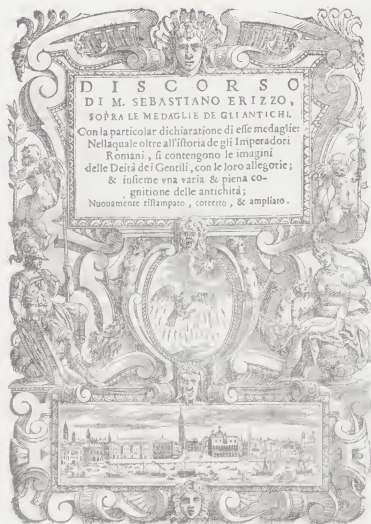 DISCORSO
DI M. SEBASTIANO ERIZZO,
SOPRA LE MEDAGLIE DE GLI ANTICHI.
Con la particolar dichiaratione di esse medaglie:
Nellaquale oltre all'istoria de gli Imperadori
Romani, si contengono le imagini
delle Deità de i Gentili, con le loro allegorie;
& insieme vna varia & piena co-
gnitione delle antichità;
Nuouamente ristampato, corretto, & ampliato.